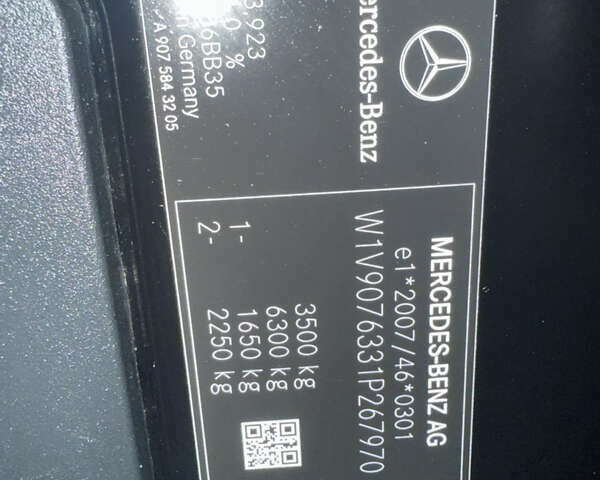 MERCEDES-BENZ AG
e1*2007/46*0301
W1V9076331P267970
3500 kg
6300 kg
1- 1650 kg
2- 2250 kg
Mercedes-Benz
923
%
6BB35
Germany
A 907 584 32 05